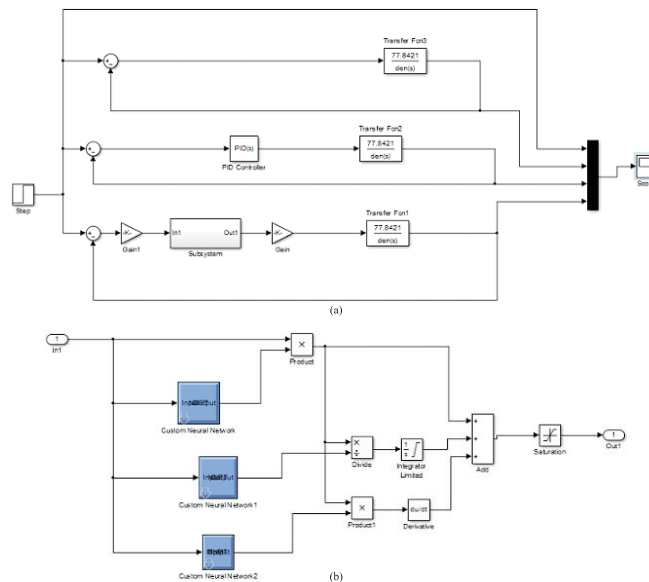 Transfer Fcn3
77.8421
den(s)
Transfer Fcn2
PID(s)
77.8421
den(s)
PID Controller
Step
Transfer Fcn1
-K-
In1
Out1
-K-
77.8421
den(s)
Gain1
Subsystem
Gain
(a)
1
In1
×
Product
Custom Neural Network
×
÷
Divide
1
s
Integrator
Limited
+
+
+
Add
Saturation
1
Out1
Custom Neural Network1
×
Product1
du/dt
Derivative
Custom Neural Network2
(b)